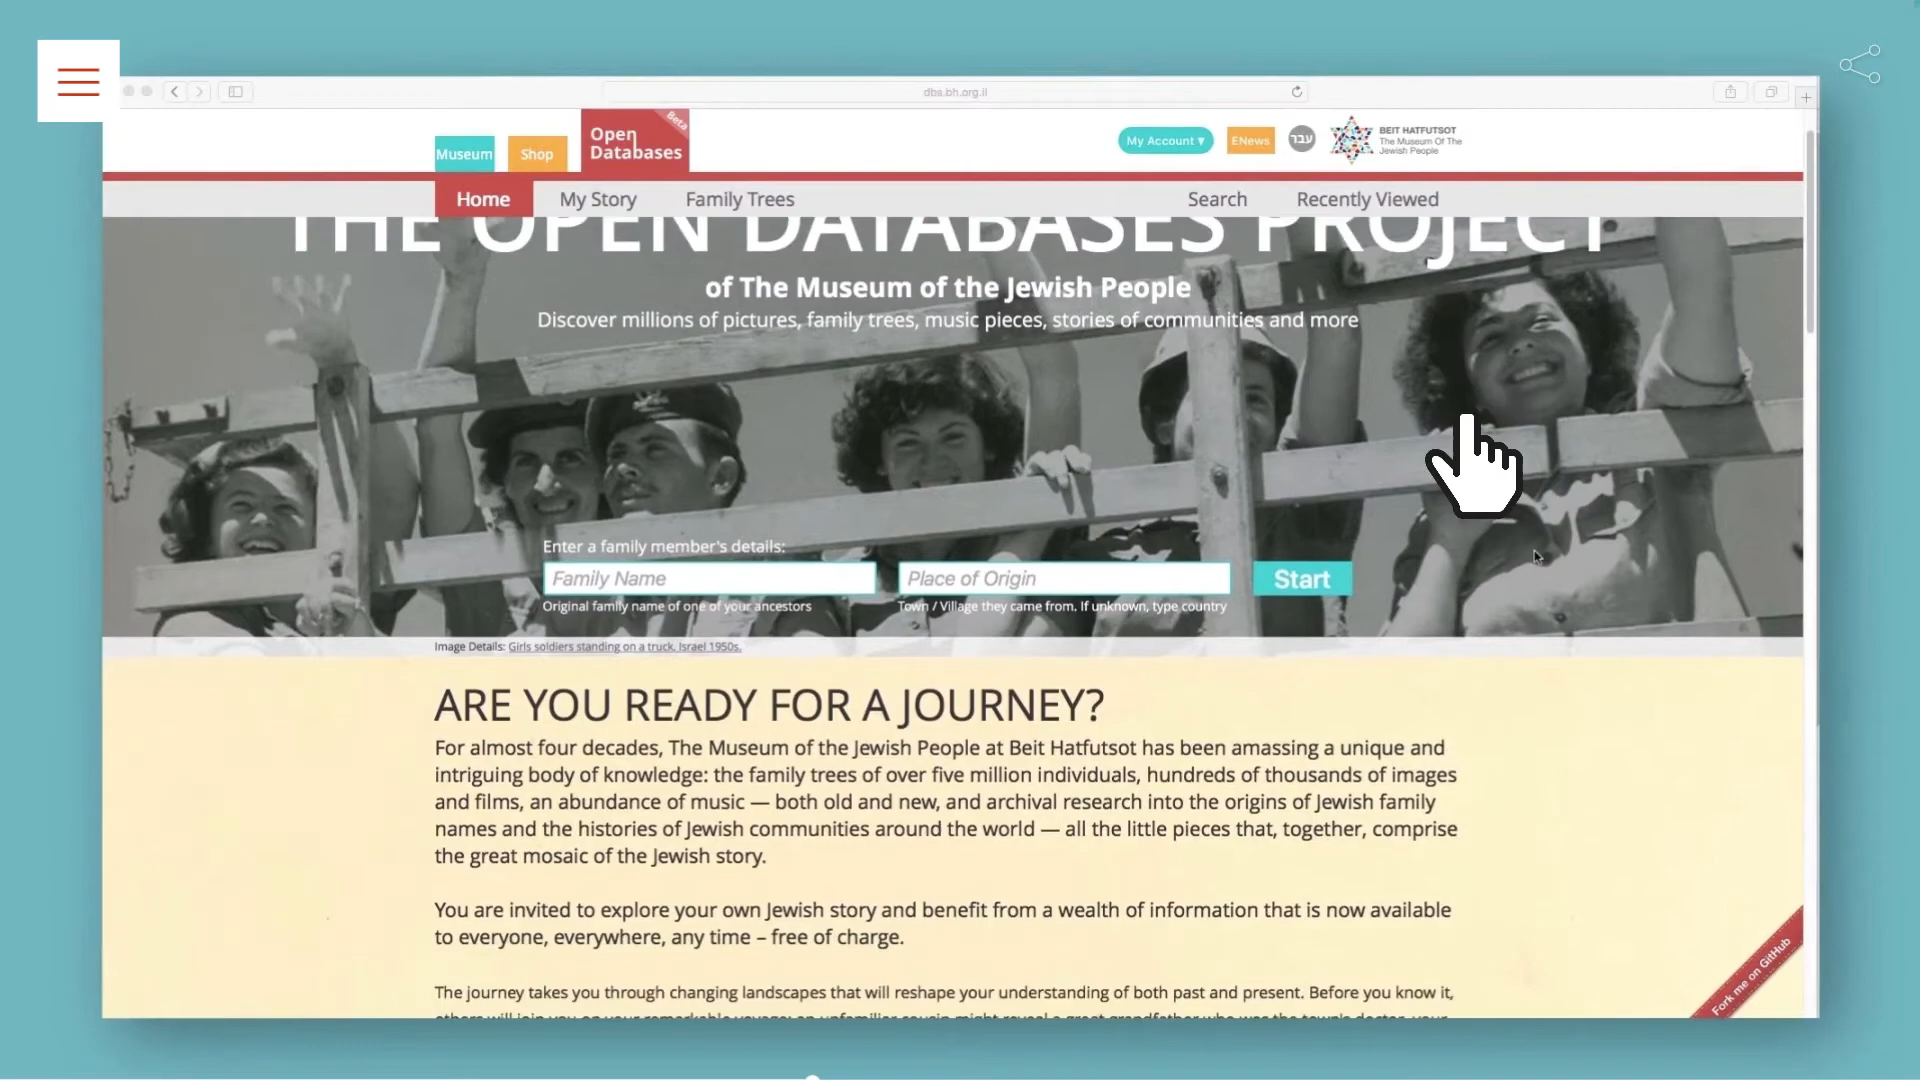 dbs.bh.org.il
Museum
Shop
Open
Databases
Beta
My Account ▾
ENews
עבר
BEIT HATFUTSOT
The Museum Of The
Jewish People
Home
My Story
Family Trees
Search
Recently Viewed
THE OPEN DATABASES PROJECT
of The Museum of the Jewish People
Discover millions of pictures, family trees, music pieces, stories of communities and more
Enter a family member's details:
Family Name
Place of Origin
Start
Original family name of one of your ancestors
Town / Village they came from. If unknown, type country
Image Details: Girls soldiers standing on a truck, Israel 1950s.
ARE YOU READY FOR A JOURNEY?
For almost four decades, The Museum of the Jewish People at Beit Hatfutsot has been amassing a unique and
intriguing body of knowledge: the family trees of over five million individuals, hundreds of thousands of images
and films, an abundance of music — both old and new, and archival research into the origins of Jewish family
names and the histories of Jewish communities around the world — all the little pieces that, together, comprise
the great mosaic of the Jewish story.
You are invited to explore your own Jewish story and benefit from a wealth of information that is now available
to everyone, everywhere, any time – free of charge.
The journey takes you through changing landscapes that will reshape your understanding of both past and present. Before you know it,
Fork me on GitHub